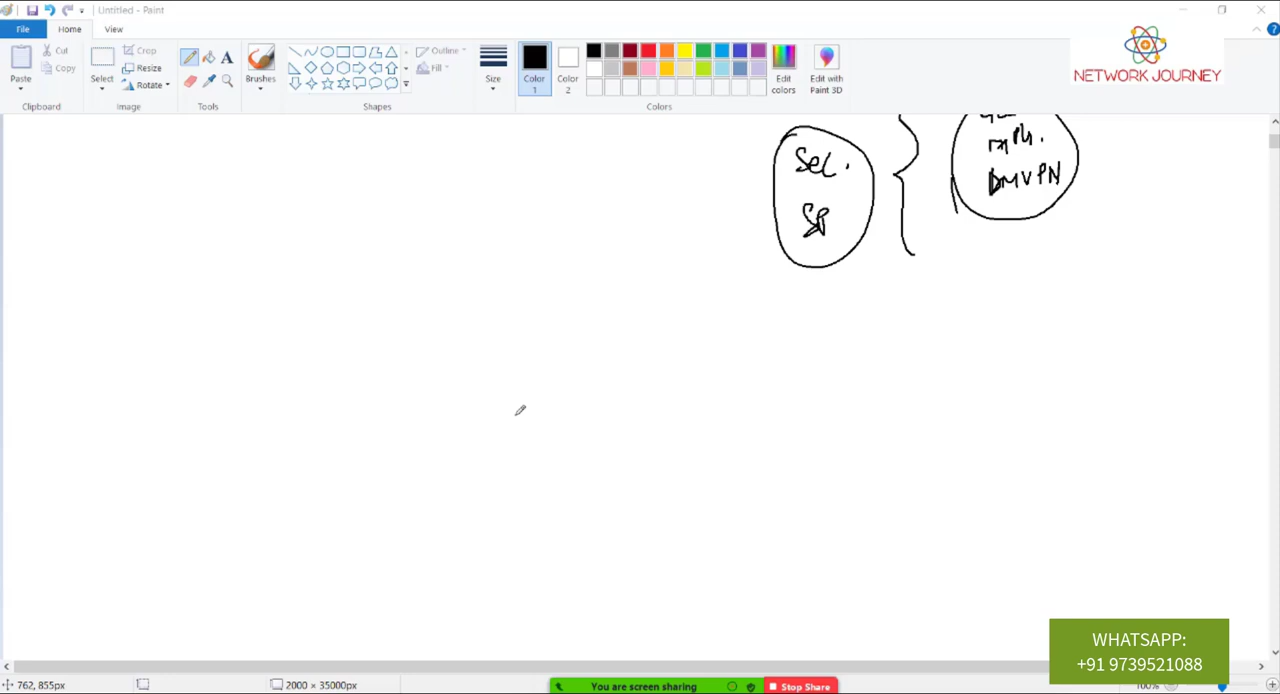 Untitled - Paint
File Home View
Paste
Cut
Copy
Clipboard
Select
Crop
Resize
Rotate
Image
Tools
Brushes
Shapes
Outline
Fill
Size
Color 1
Color 2
Colors
Edit colors
Edit with Paint 3D
NETWORK JOURNEY
Sec.
SP
DMVPN
WHATSAPP:
+91 9739521088
762, 855px
2000 × 35000px
You are screen sharing
Stop Share
100%